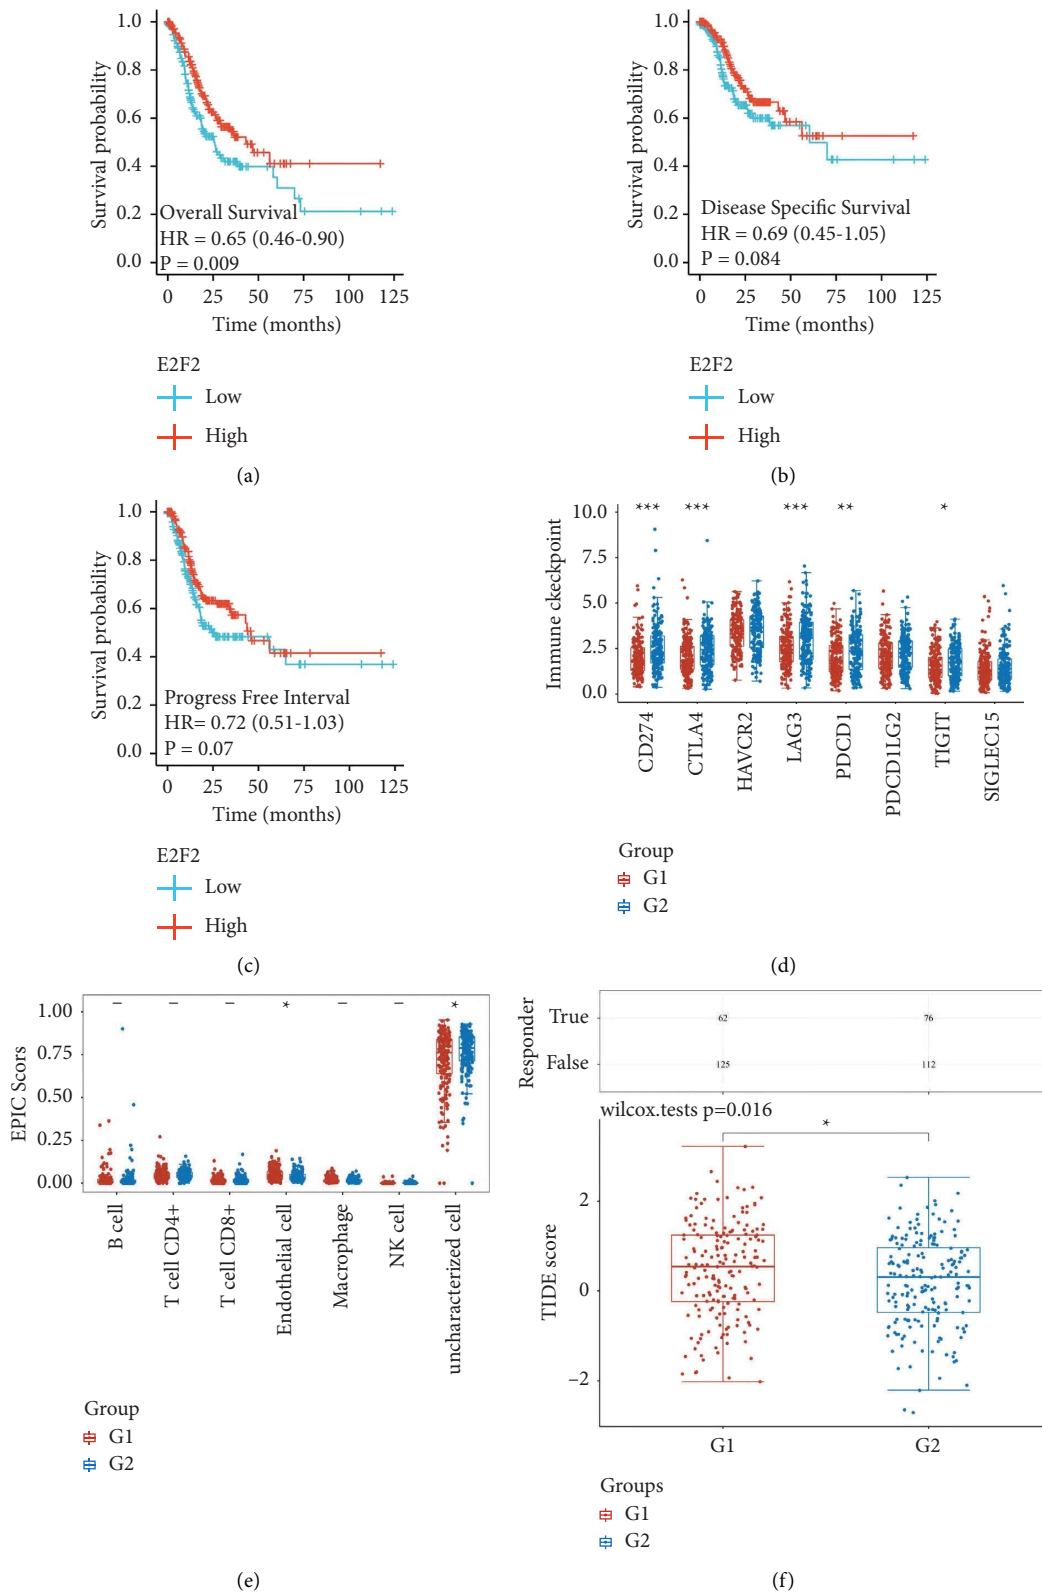 1.0
0.8
0.6
0.4
0.2
0.0
Survival probability
Overall Survival
HR = 0.65 (0.46-0.90)
P = 0.009
0 25 50 75 100 125
Time (months)
E2F2
Low
High
(a)
1.0
0.8
0.6
0.4
0.2
0.0
Survival probability
Disease Specific Survival
HR = 0.69 (0.45-1.05)
P = 0.084
0 25 50 75 100 125
Time (months)
E2F2
Low
High
(b)
1.0
0.8
0.6
0.4
0.2
0.0
Survival probability
Progress Free Interval
HR= 0.72 (0.51-1.03)
P = 0.07
0 25 50 75 100 125
Time (months)
E2F2
Low
High
(c)
*** *** *** ** *
10.0
5.0
2.5
0.0
Immune ckeckpoint
CD274
CTLA4
HAVCR2
LAG3
PDCD1
PDCD1LG2
TIGIT
SIGLEC15
Group
G1
G2
(d)
– – – * – – *
1.00
0.75
0.50
0.25
0.00
EPIC Scors
B cell
T cell CD4+
T cell CD8+
Endothelial cell
Macrophage
NK cell
uncharacterized cell
Group
G1
G2
(e)
Responder
True 62 76
False 125 112
wilcox.tests p=0.016
*
2
0
−2
TIDE score
G1 G2
Groups
G1
G2
(f)